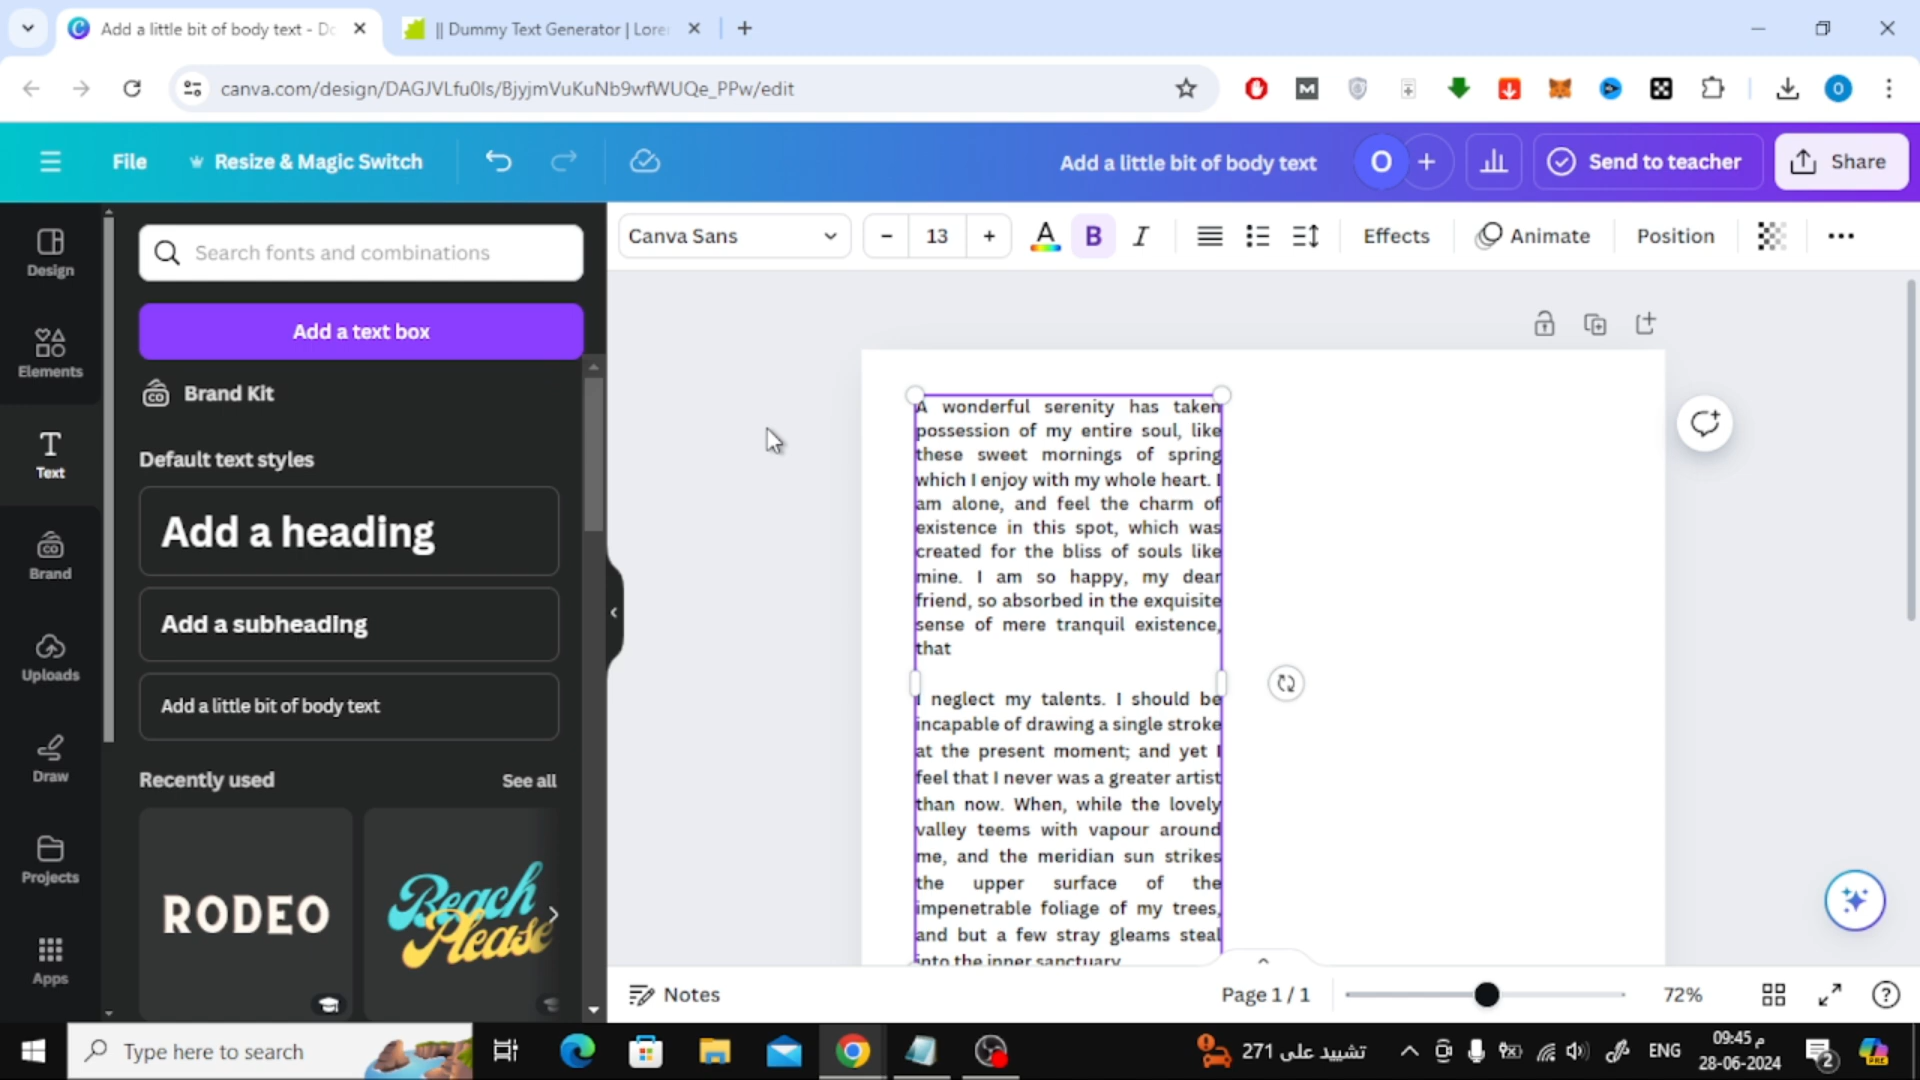 Add a little bit of body text - Do
|| Dummy Text Generator | Lorer
canva.com/design/DAGJVLfu0Is/BjyjmVuKuNb9wfWUQe_PPw/edit
O
File
Resize & Magic Switch
Add a little bit of body text
O
Send to teacher
Share
Design
Elements
Text
Brand
Uploads
Draw
Projects
Apps
Search fonts and combinations
Add a text box
Brand Kit
Default text styles
Add a heading
Add a subheading
Add a little bit of body text
Recently used
See all
RODEO
Beach
Please
Canva Sans
13
A
B
I
Effects
Animate
Position
A wonderful serenity has taken
possession of my entire soul, like
these sweet mornings of spring
which I enjoy with my whole heart. I
am alone, and feel the charm of
existence in this spot, which was
created for the bliss of souls like
mine. I am so happy, my dear
friend, so absorbed in the exquisite
sense of mere tranquil existence,
that
I neglect my talents. I should be
incapable of drawing a single stroke
at the present moment; and yet I
feel that I never was a greater artist
than now. When, while the lovely
valley teems with vapour around
me, and the meridian sun strikes
the upper surface of the
impenetrable foliage of my trees,
and but a few stray gleams steal
into the inner sanctuary
Notes
Page 1 / 1
72%
Type here to search
تشييد على 271
ENG
09:45 م
28-06-2024
2